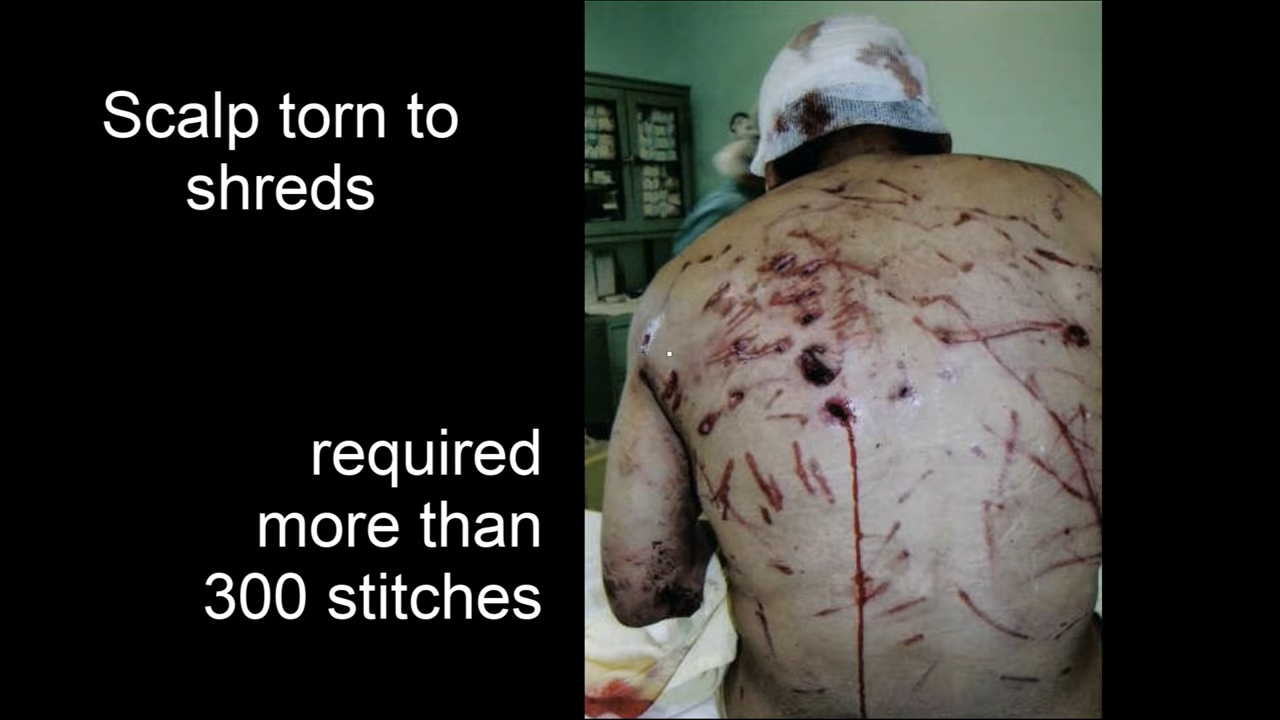 Scalp torn to
shreds
required
more than
300 stitches